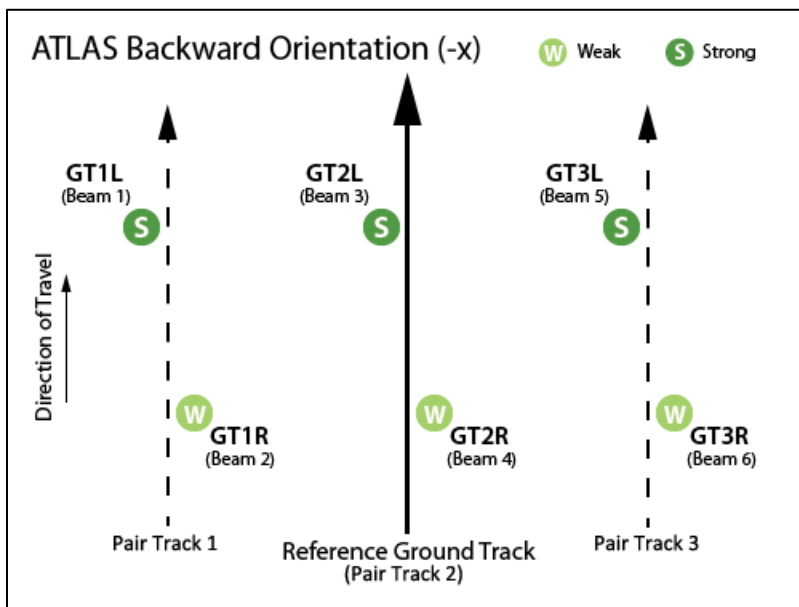 ATLAS Backward Orientation (-x)
W Weak
S Strong
GT1L
(Beam 1)
S
GT2L
(Beam 3)
S
GT3L
(Beam 5)
S
Direction of Travel
W
GT1R
(Beam 2)
W
GT2R
(Beam 4)
W
GT3R
(Beam 6)
Pair Track 1
Reference Ground Track
(Pair Track 2)
Pair Track 3